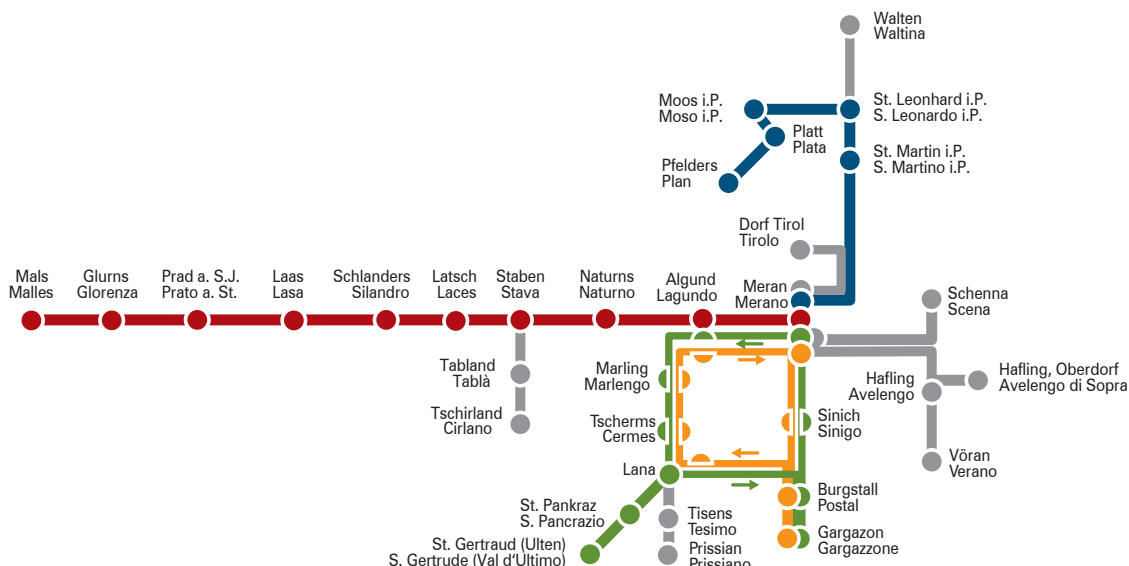 Walten
Waltina
Moos i.P.
Moso i.P.
St. Leonhard i.P.
S. Leonardo i.P.
Platt
Plata
St. Martin i.P.
S. Martino i.P.
Pfelders
Plan
Dorf Tirol
Tirolo
Mals
Malles
Glurns
Glorenza
Prad a. S.J.
Prato a. St.
Laas
Lasa
Schlanders
Silandro
Latsch
Laces
Staben
Stava
Naturns
Naturno
Algund
Lagundo
Meran
Merano
Schenna
Scena
Tabland
Tablà
Marling
Marlengo
Hafling
Avelengo
Hafling, Oberdorf
Avelengo di Sopra
Tschirland
Cirlano
Tscherms
Cermes
Sinich
Sinigo
Vöran
Verano
Lana
St. Pankraz
S. Pancrazio
Tisens
Tesimo
Burgstall
Postal
St. Gertraud (Ulten)
S. Gertrude (Val d‘Ultimo)
Prissian
Prissiano
Gargazon
Gargazzone